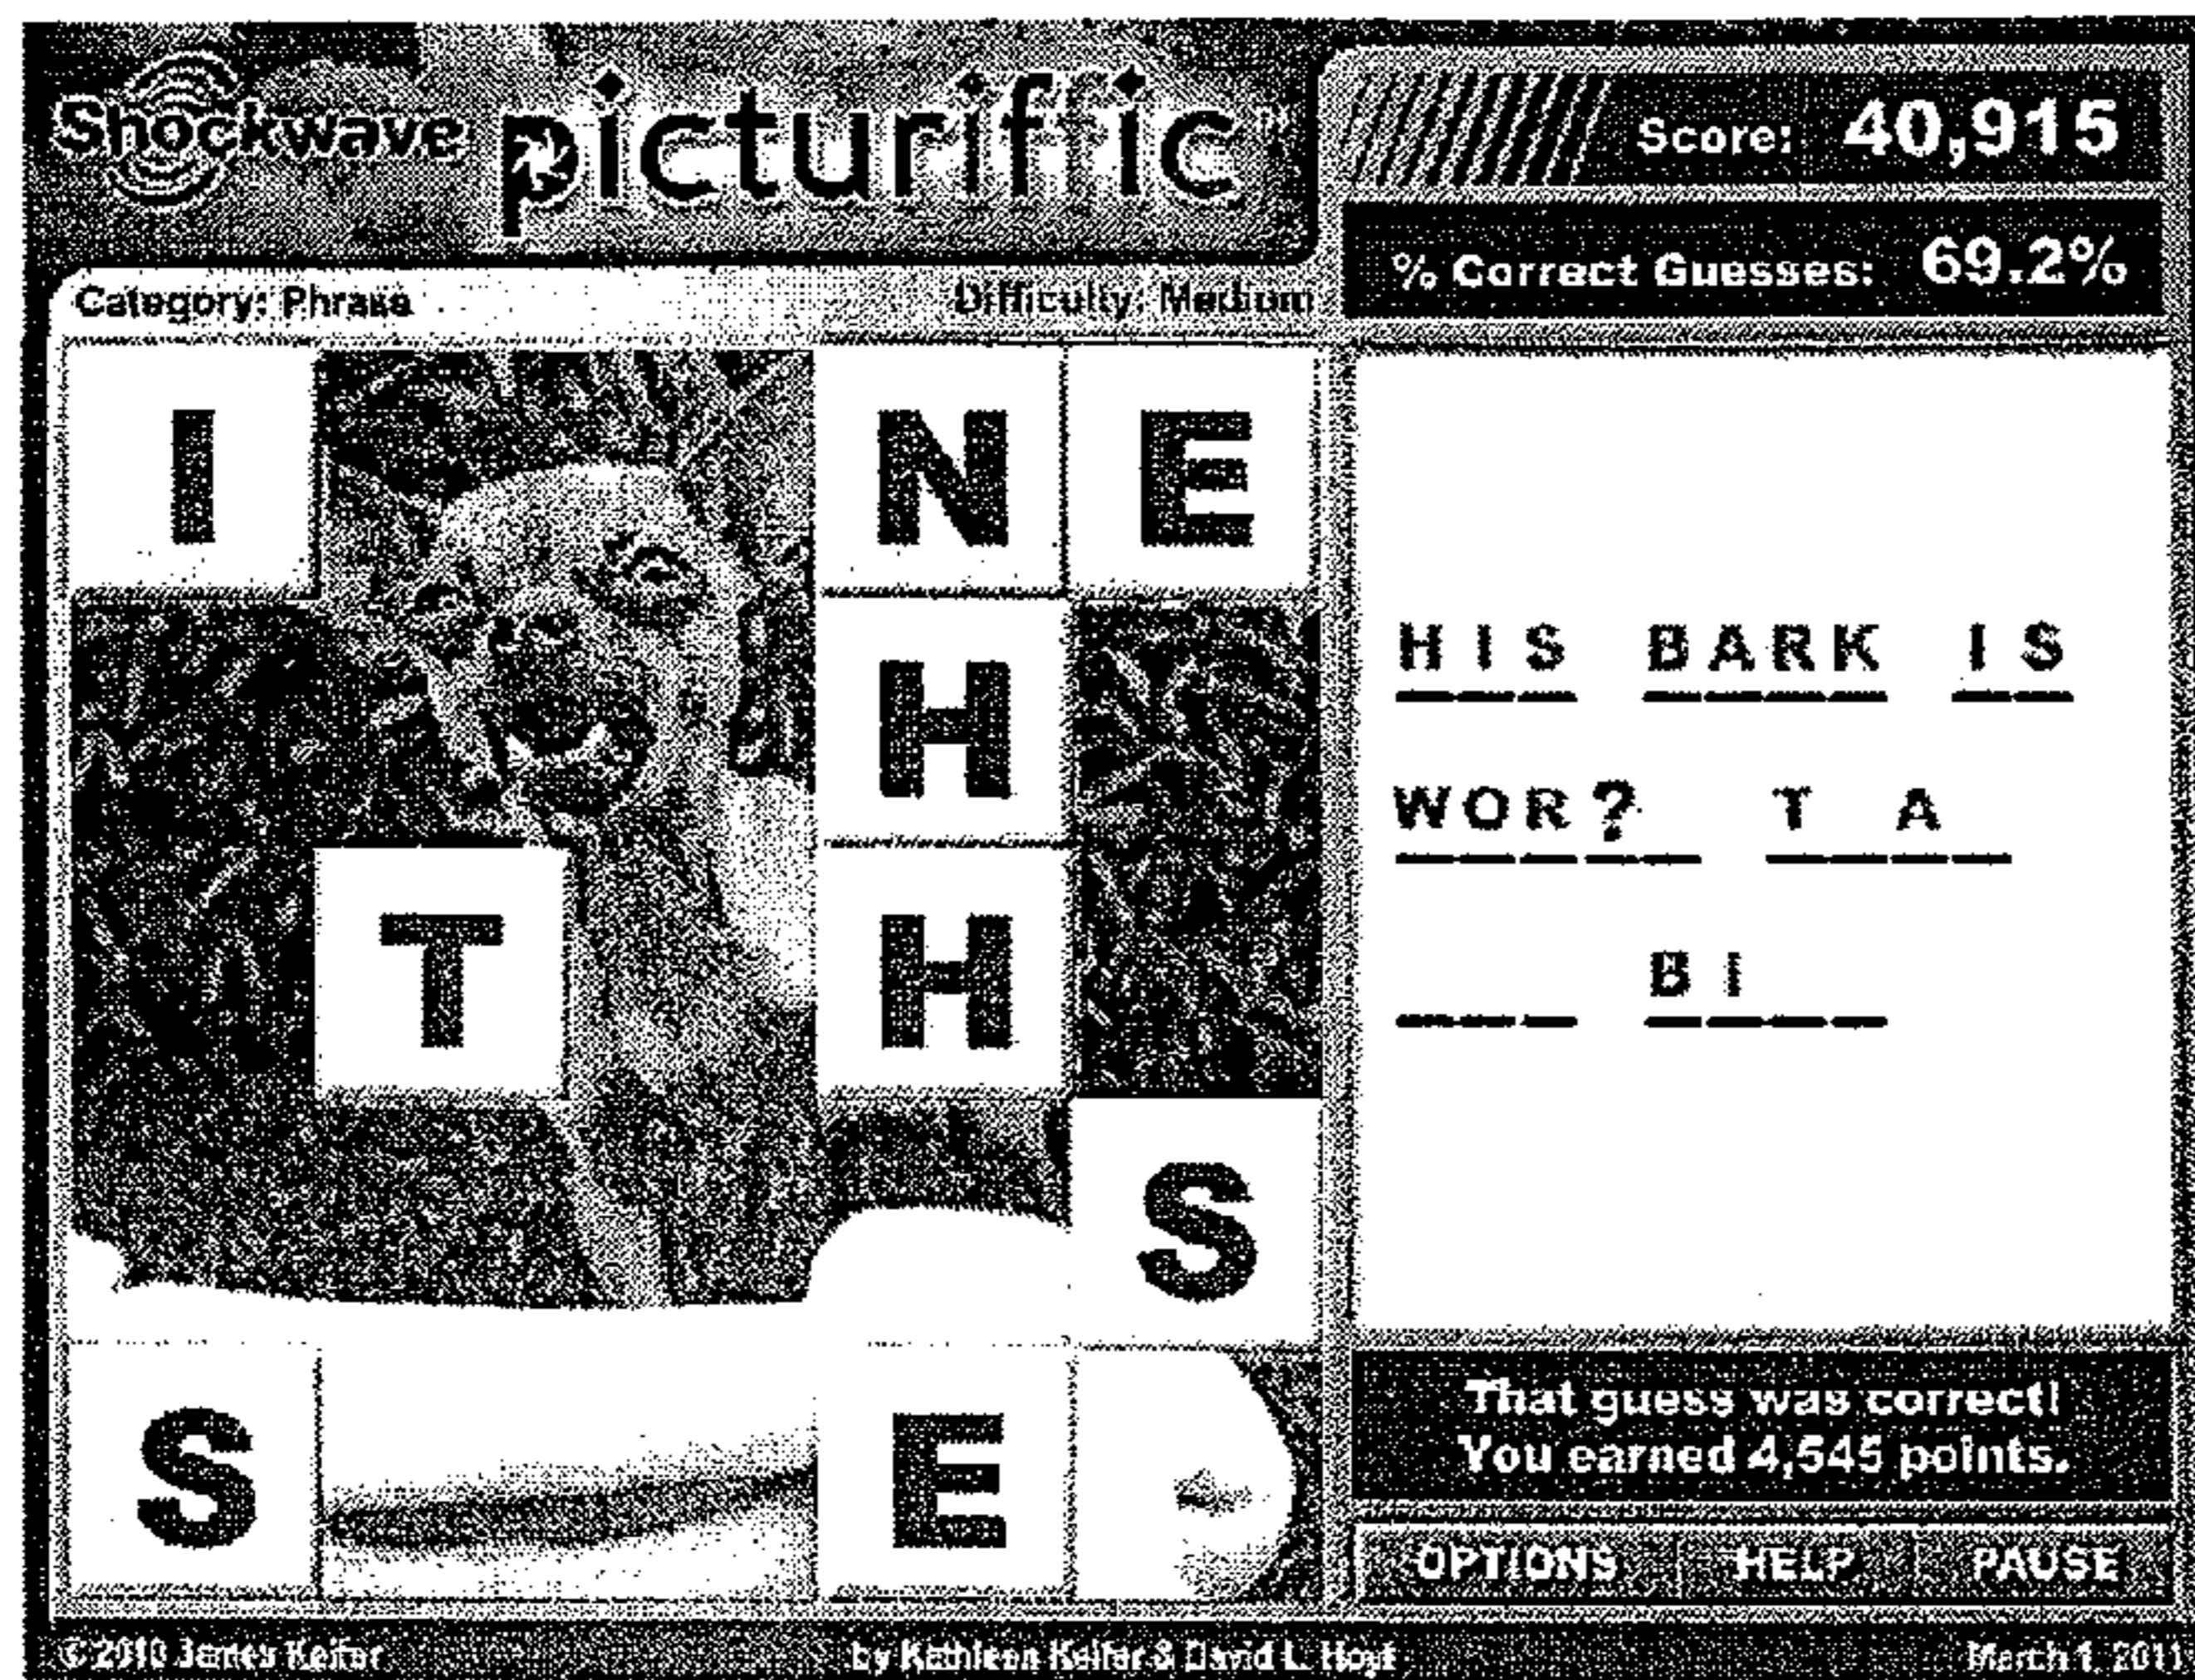 Shockwave picturiffic™
Score: 40,915
% Correct Guesses: 69.2%
Category: Phrase Difficulty: Medium
I N E
H
T H
S
S E
HIS BARK IS
WOR? T A
BI
That guess was correct!
You earned 4,545 points.
OPTIONS HELP PAUSE
© 2010 James Keifer by Kathleen Keifer & David L. Hoyt March 1, 2011